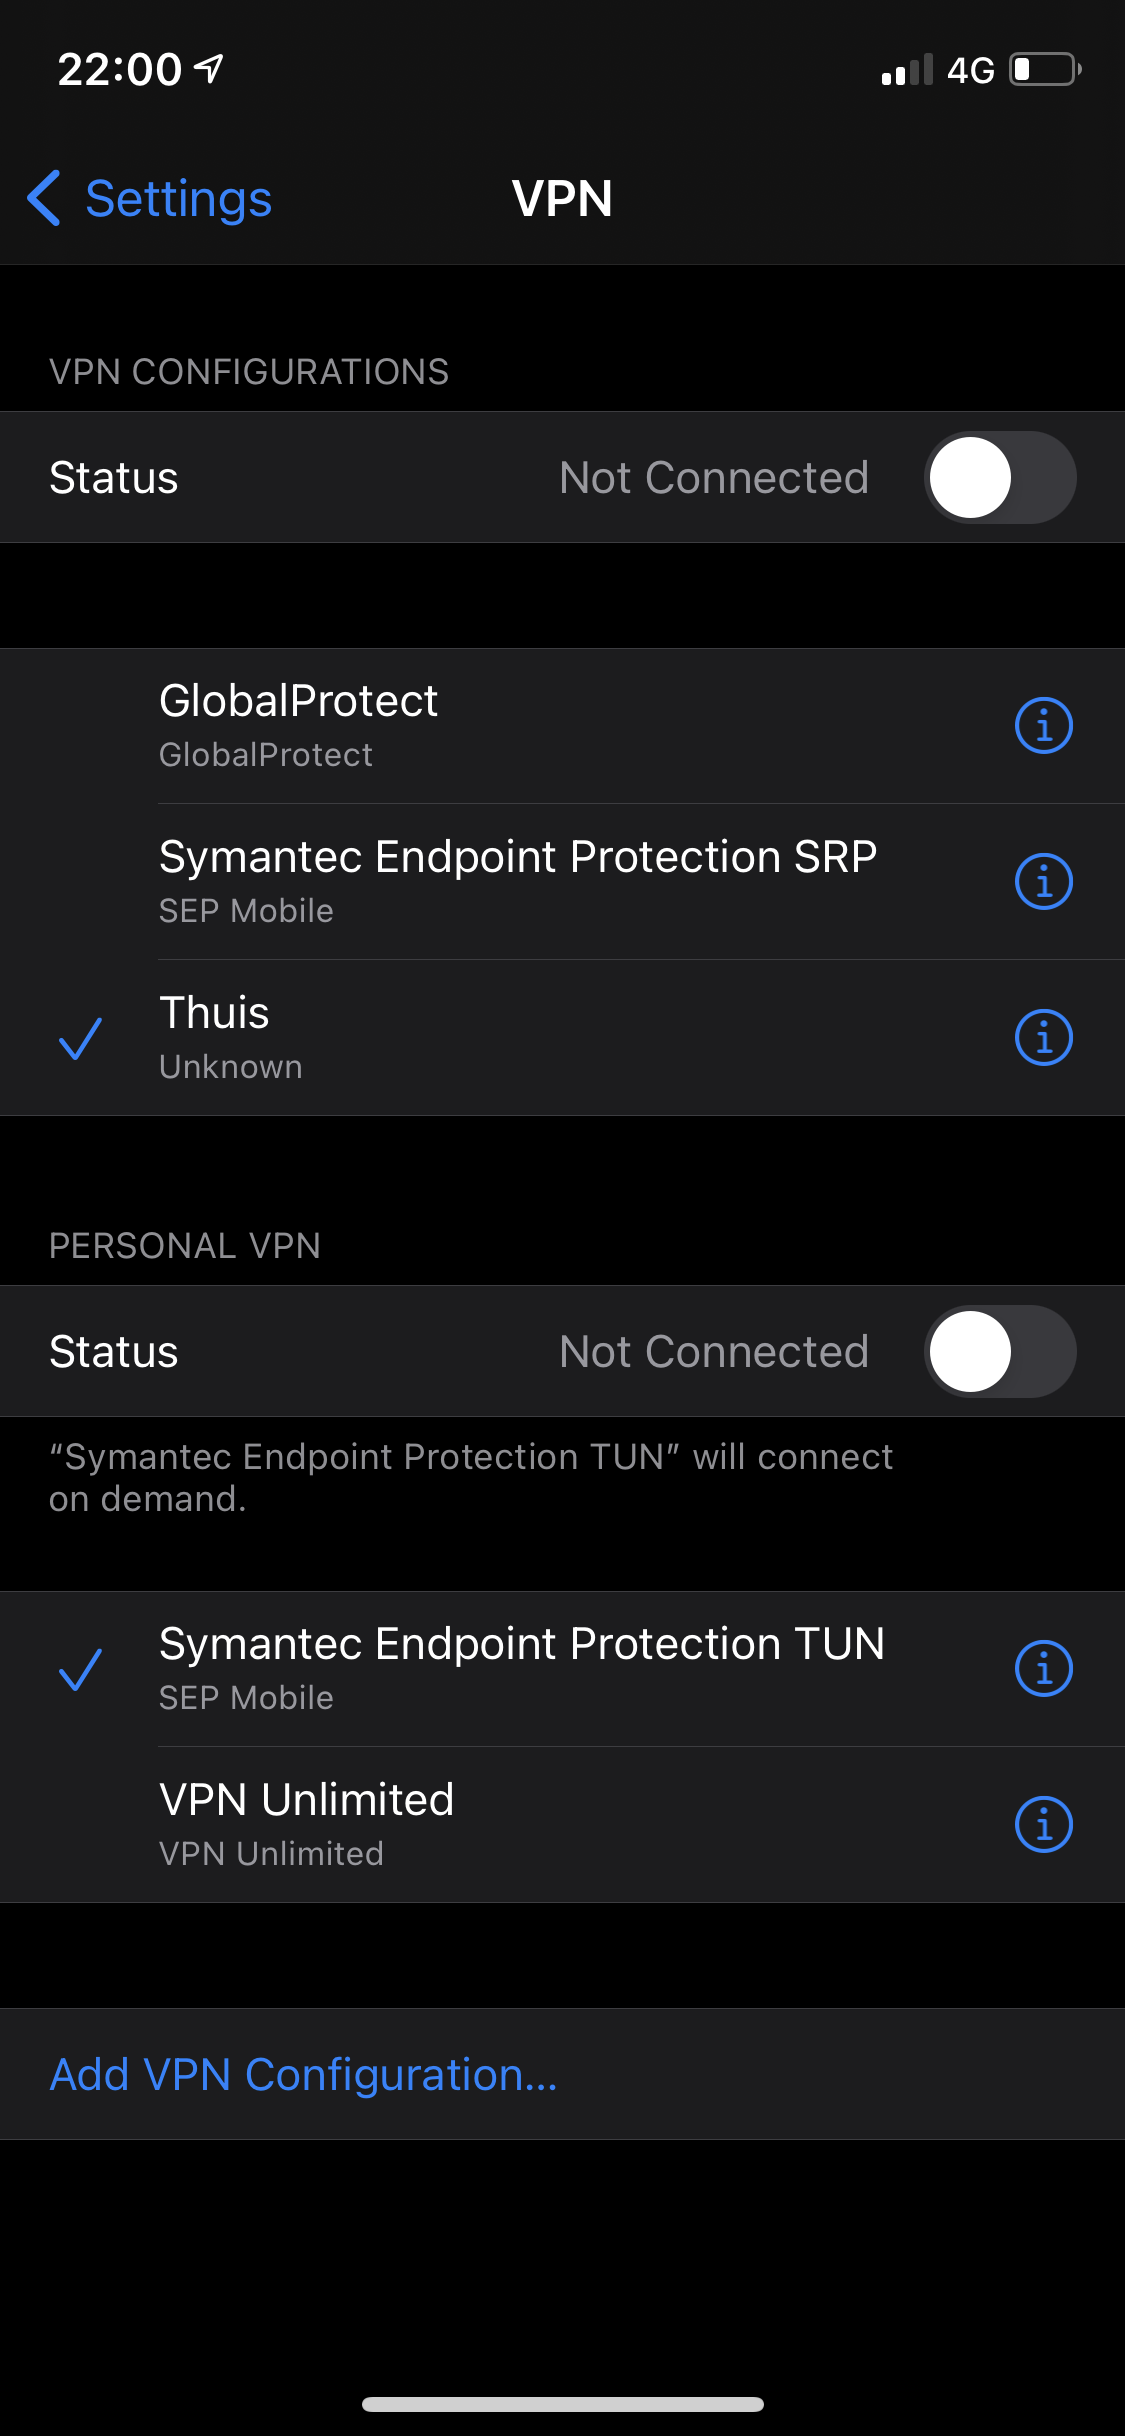 22:00
4G
Settings
VPN
VPN CONFIGURATIONS
Status
Not Connected
GlobalProtect
GlobalProtect
Symantec Endpoint Protection SRP
SEP Mobile
Thuis
Unknown
PERSONAL VPN
Status
Not Connected
“Symantec Endpoint Protection TUN” will connect
on demand.
Symantec Endpoint Protection TUN
SEP Mobile
VPN Unlimited
VPN Unlimited
Add VPN Configuration...